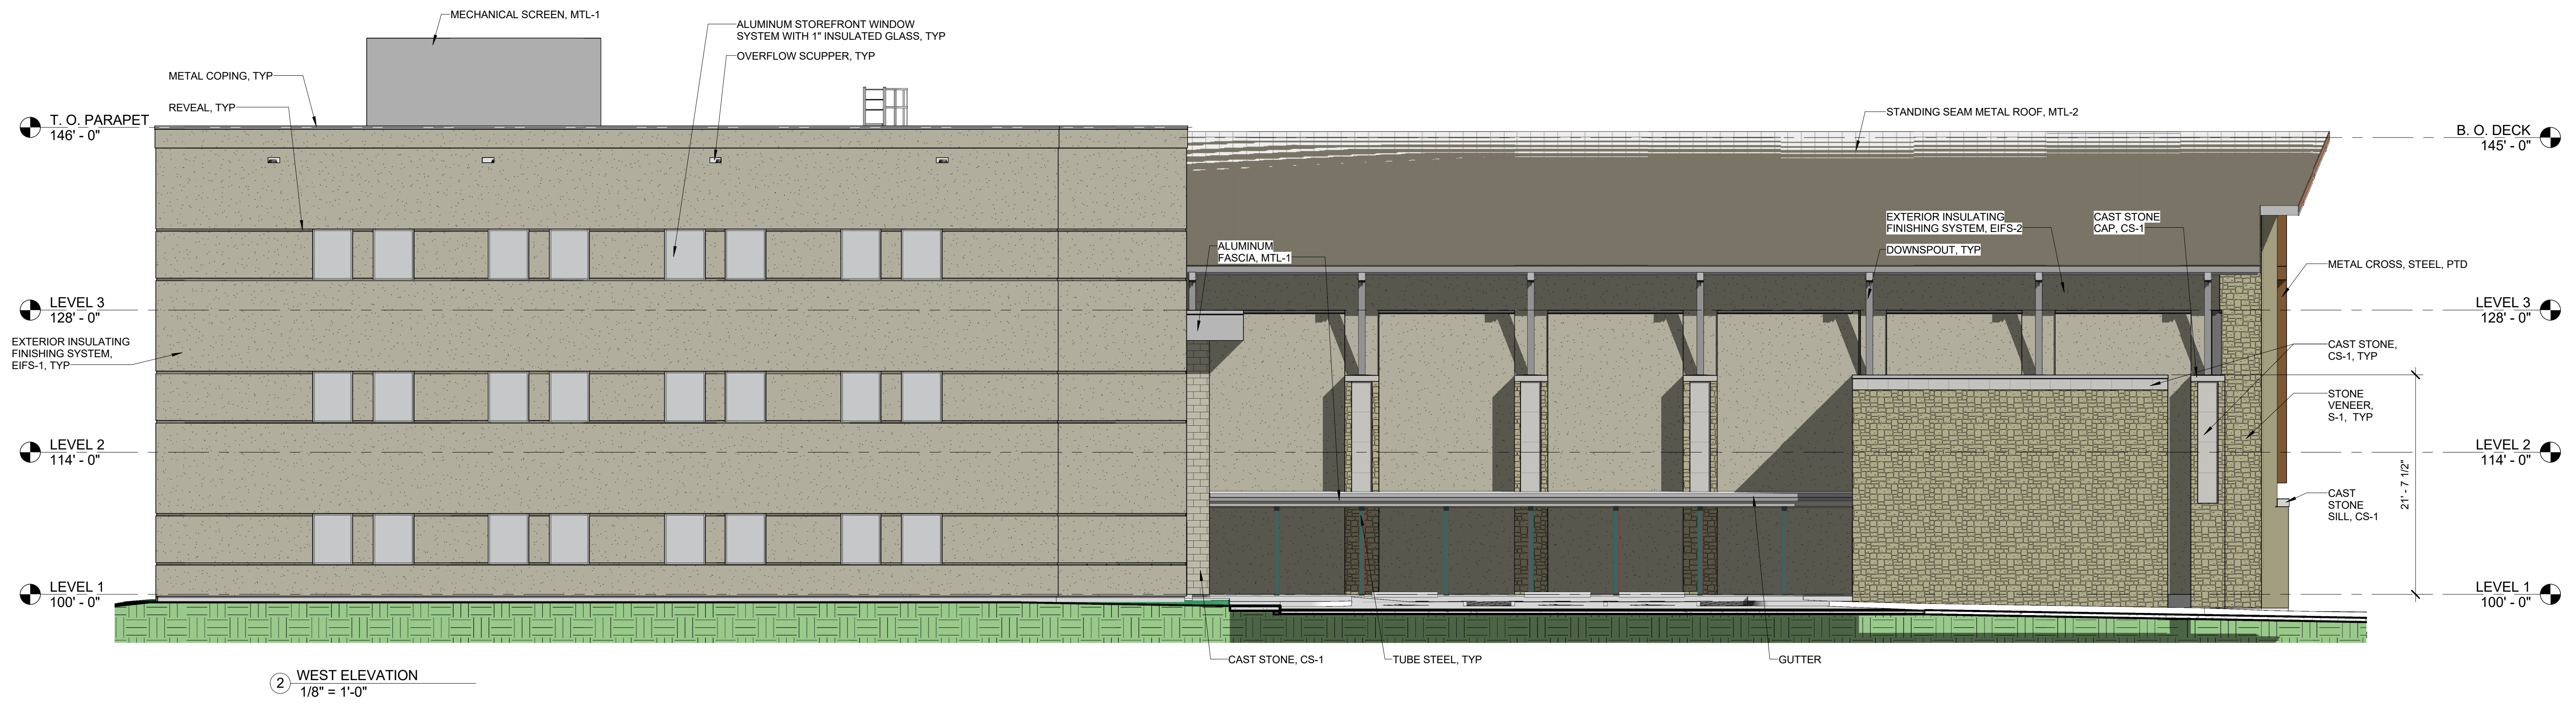 MECHANICAL SCREEN, MTL-1
ALUMINUM STOREFRONT WINDOW
SYSTEM WITH 1" INSULATED GLASS, TYP
OVERFLOW SCUPPER, TYP
METAL COPING, TYP
REVEAL, TYP
T. O. PARAPET
146' - 0"
STANDING SEAM METAL ROOF, MTL-2
B. O. DECK
145' - 0"
ALUMINUM
FASCIA, MTL-1
EXTERIOR INSULATING
FINISHING SYSTEM, EIFS-2
DOWNSPOUT, TYP
CAST STONE
CAP, CS-1
METAL CROSS, STEEL, PTD
LEVEL 3
128' - 0"
LEVEL 3
128' - 0"
EXTERIOR INSULATING
FINISHING SYSTEM,
EIFS-1, TYP
CAST STONE,
CS-1, TYP
STONE
VENEER,
S-1, TYP
LEVEL 2
114' - 0"
LEVEL 2
114' - 0"
21' - 7 1/2"
CAST
STONE
SILL, CS-1
LEVEL 1
100' - 0"
LEVEL 1
100' - 0"
CAST STONE, CS-1
TUBE STEEL, TYP
GUTTER
2
WEST ELEVATION
1/8" = 1'-0"